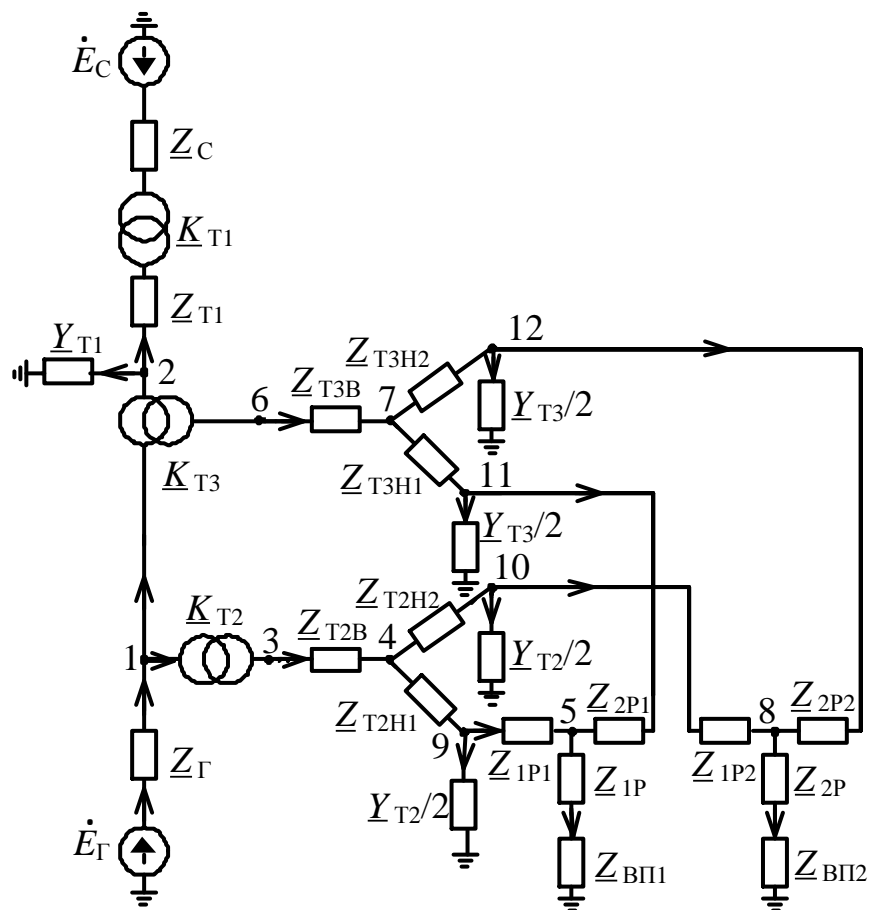 Ė_С
Z_С
K_Т1
Z_Т1
Y_Т1
2
12
Z_Т3Н2
Z_Т3В
6
7
Y_Т3/2
K_Т3
Z_Т3Н1
11
Y_Т3/2
10
K_Т2
Z_Т2Н2
1
3
Z_Т2В
4
Y_Т2/2
Z_Т2Н1
5
Z_2Р1
8
Z_2Р2
9
Z_Г
Z_1Р1
Z_1Р
Z_1Р2
Z_2Р
Y_Т2/2
Ė_Г
Z_ВП1
Z_ВП2